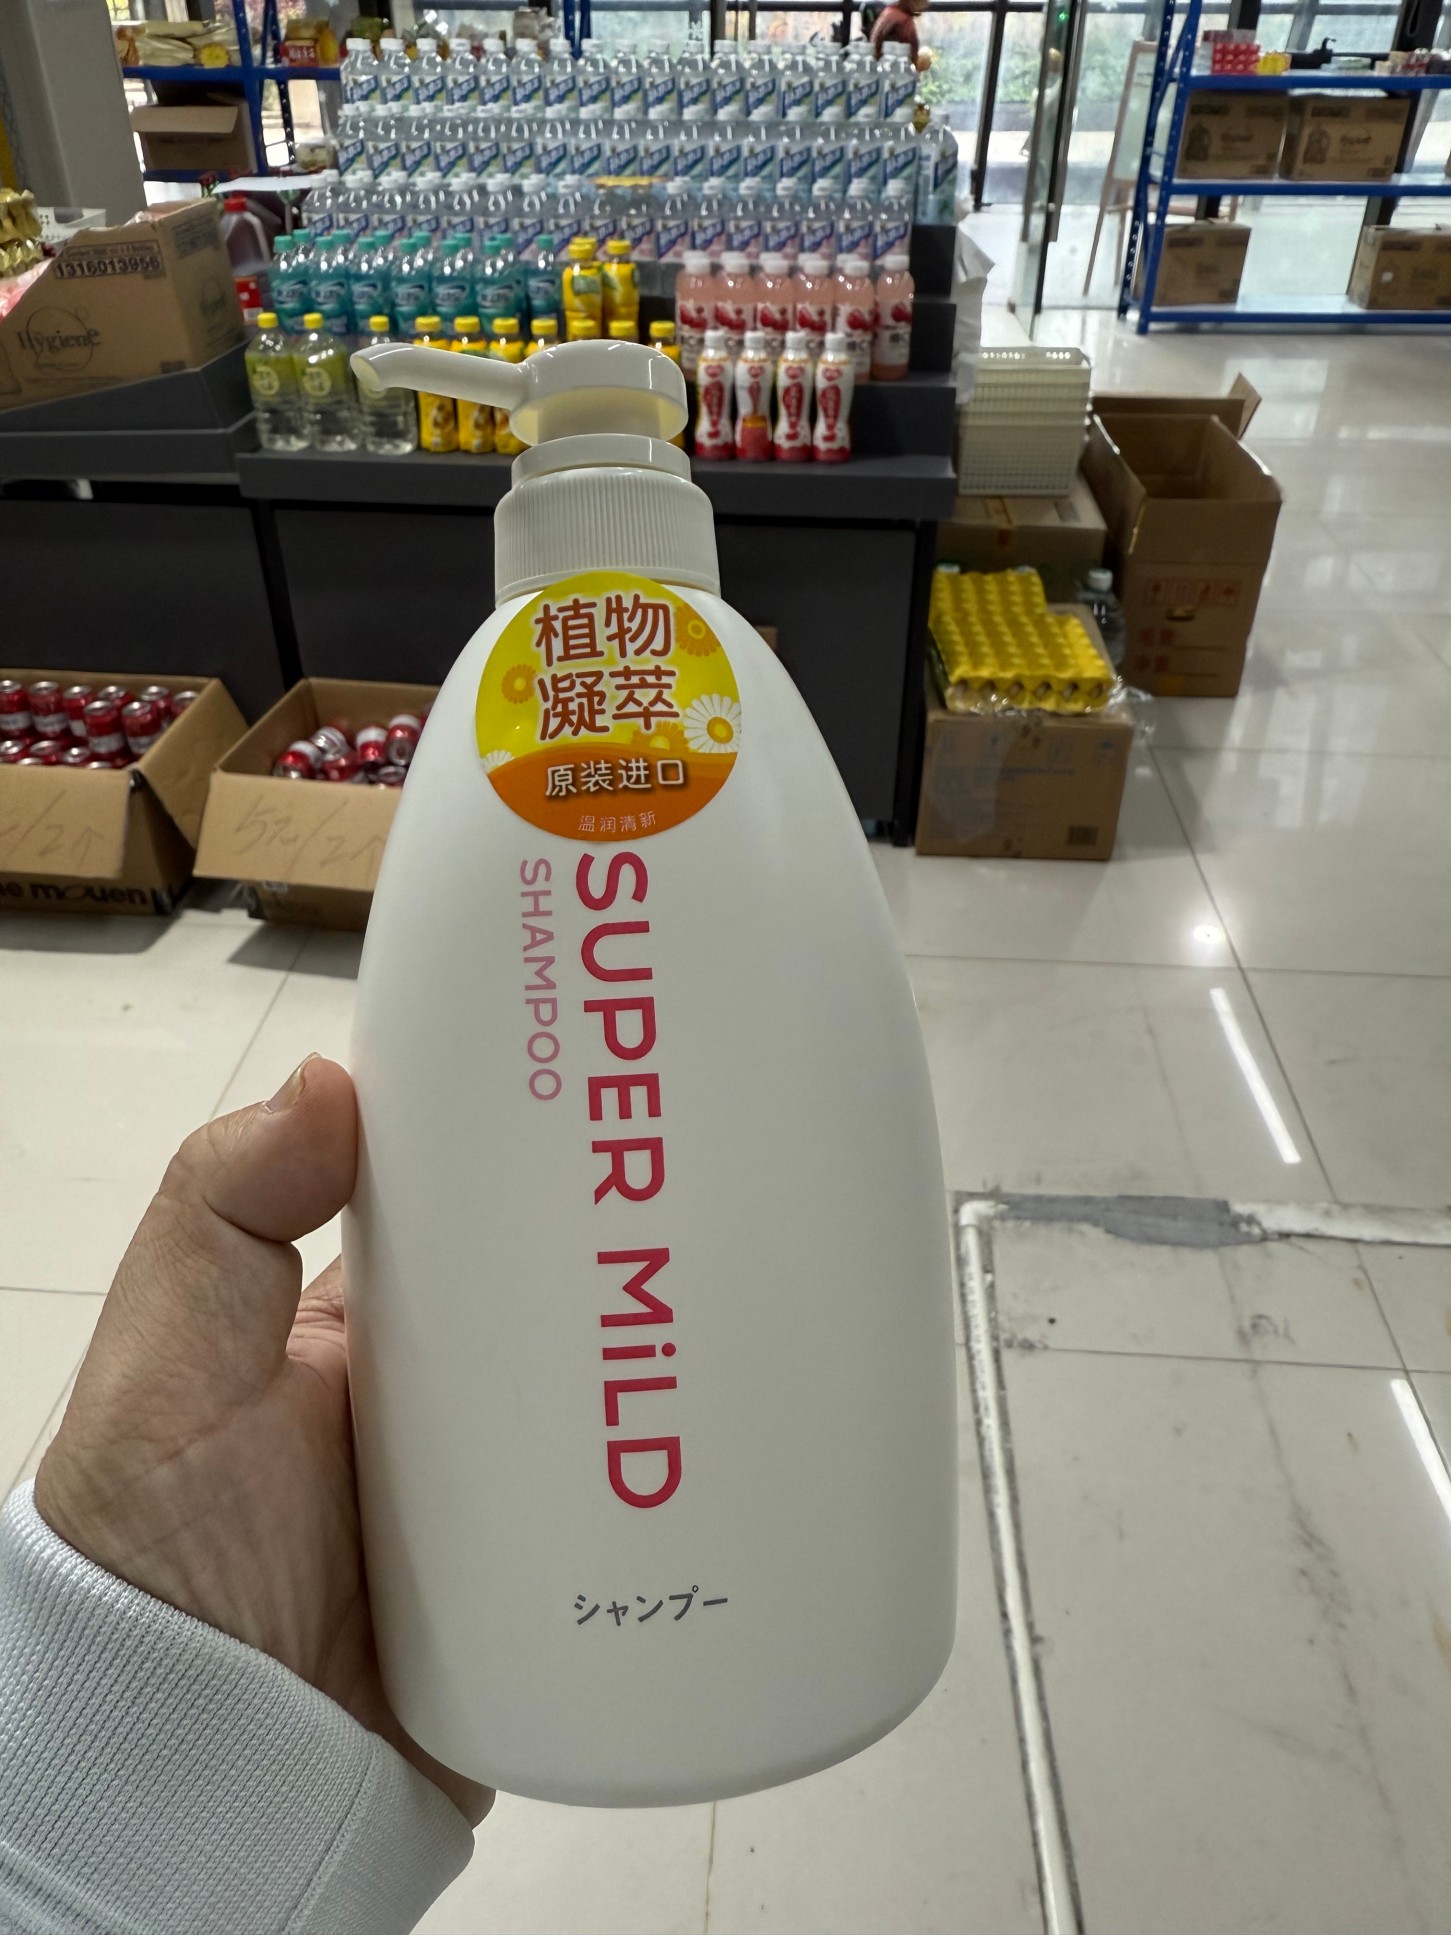 1316013956
Hygiene
植物
凝萃
原装进口
温润清新
SUPER MiLD
SHAMPOO
シャンプー